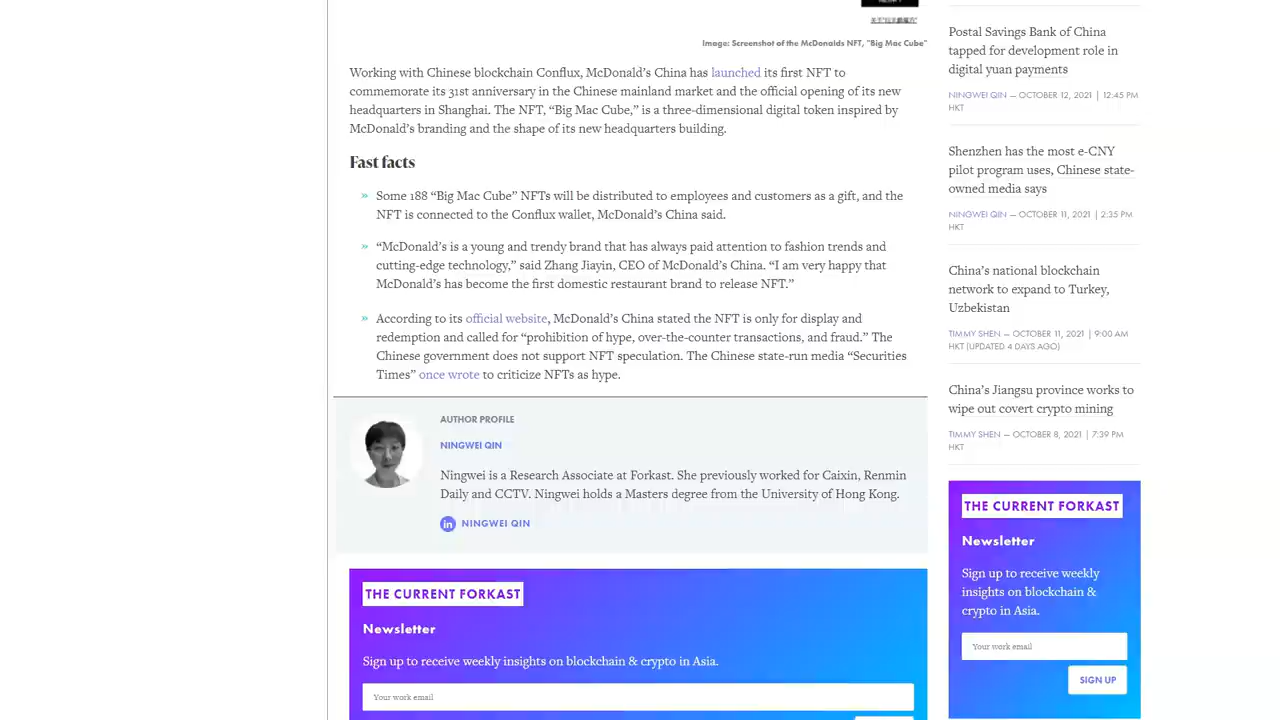 Image: Screenshot of the McDonalds NFT, "Big Mac Cube"
Working with Chinese blockchain Conflux, McDonald's China has launched its first NFT to
commemorate its 31st anniversary in the Chinese mainland market and the official opening of its new
headquarters in Shanghai. The NFT, “Big Mac Cube,” is a three-dimensional digital token inspired by
McDonald's branding and the shape of its new headquarters building.
Fast facts
» Some 188 “Big Mac Cube” NFTs will be distributed to employees and customers as a gift, and the
NFT is connected to the Conflux wallet, McDonald's China said.
» “McDonald's is a young and trendy brand that has always paid attention to fashion trends and
cutting-edge technology,” said Zhang Jiayin, CEO of McDonald's China. “I am very happy that
McDonald's has become the first domestic restaurant brand to release NFT.”
» According to its official website, McDonald's China stated the NFT is only for display and
redemption and called for “prohibition of hype, over-the-counter transactions, and fraud.” The
Chinese government does not support NFT speculation. The Chinese state-run media “Securities
Times” once wrote to criticize NFTs as hype.
AUTHOR PROFILE
NINGWEI QIN
Ningwei is a Research Associate at Forkast. She previously worked for Caixin, Renmin
Daily and CCTV. Ningwei holds a Masters degree from the University of Hong Kong.
in NINGWEI QIN
THE CURRENT FORKAST
Newsletter
Sign up to receive weekly insights on blockchain & crypto in Asia.
Your work email
Postal Savings Bank of China
tapped for development role in
digital yuan payments
NINGWEI QIN — OCTOBER 12, 2021 | 12:45 PM
HKT
Shenzhen has the most e-CNY
pilot program uses, Chinese state-
owned media says
NINGWEI QIN — OCTOBER 11, 2021 | 2:35 PM
HKT
China's national blockchain
network to expand to Turkey,
Uzbekistan
TIMMY SHEN — OCTOBER 11, 2021 | 9:00 AM
HKT (UPDATED 4 DAYS AGO)
China's Jiangsu province works to
wipe out covert crypto mining
TIMMY SHEN — OCTOBER 8, 2021 | 7:39 PM
HKT
THE CURRENT FORKAST
Newsletter
Sign up to receive weekly
insights on blockchain &
crypto in Asia.
Your work email
SIGN UP